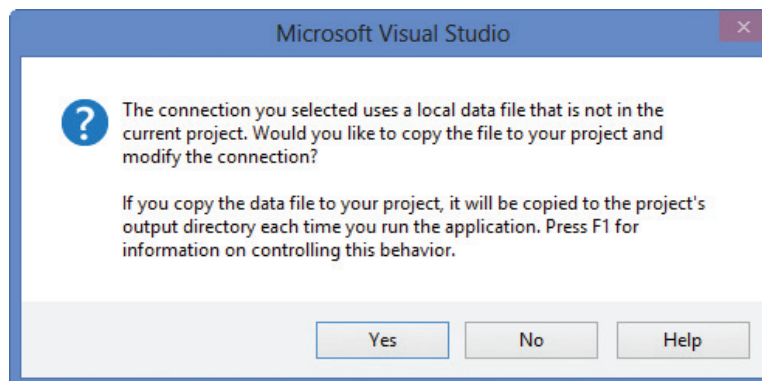 Microsoft Visual Studio
The connection you selected uses a local data file that is not in the
current project. Would you like to copy the file to your project and
modify the connection?
If you copy the data file to your project, it will be copied to the project's
output directory each time you run the application. Press F1 for
information on controlling this behavior.
Yes No Help